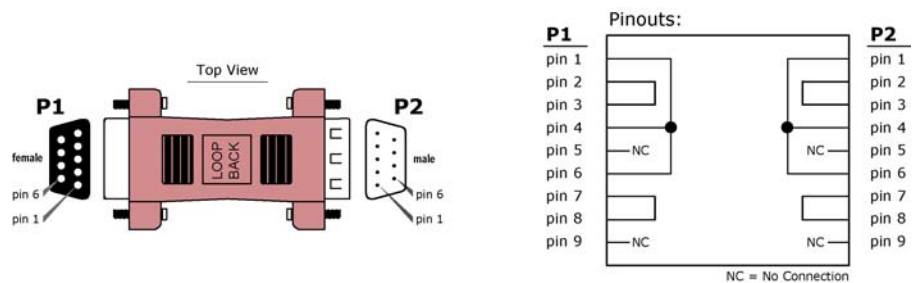 Top View
P1
P2
female
male
LOOP
BACK
pin 6
pin 1
pin 6
pin 1
Pinouts:
P1
P2
pin 1
pin 2
pin 3
pin 4
pin 5
pin 6
pin 7
pin 8
pin 9
NC
NC
NC
NC
pin 1
pin 2
pin 3
pin 4
pin 5
pin 6
pin 7
pin 8
pin 9
NC = No Connection